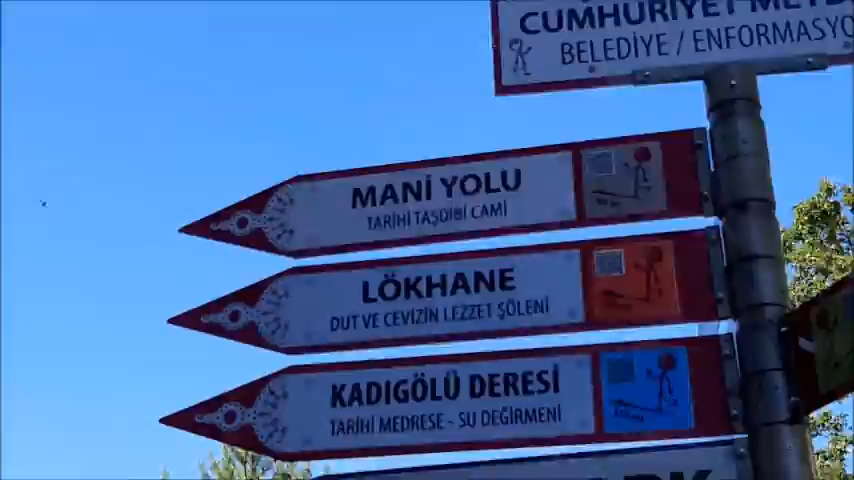 CUMHURİYET
BELEDİYE / ENFORMASYO
MANİ YOLU
TARİHİ TAŞDİBİ CAMİ
LÖKHANE
DUT VE CEVİZİN LEZZET ŞÖLENİ
KADIGÖLÜ DERESİ
TARİHİ MEDRESE - SU DEĞİRMENİ